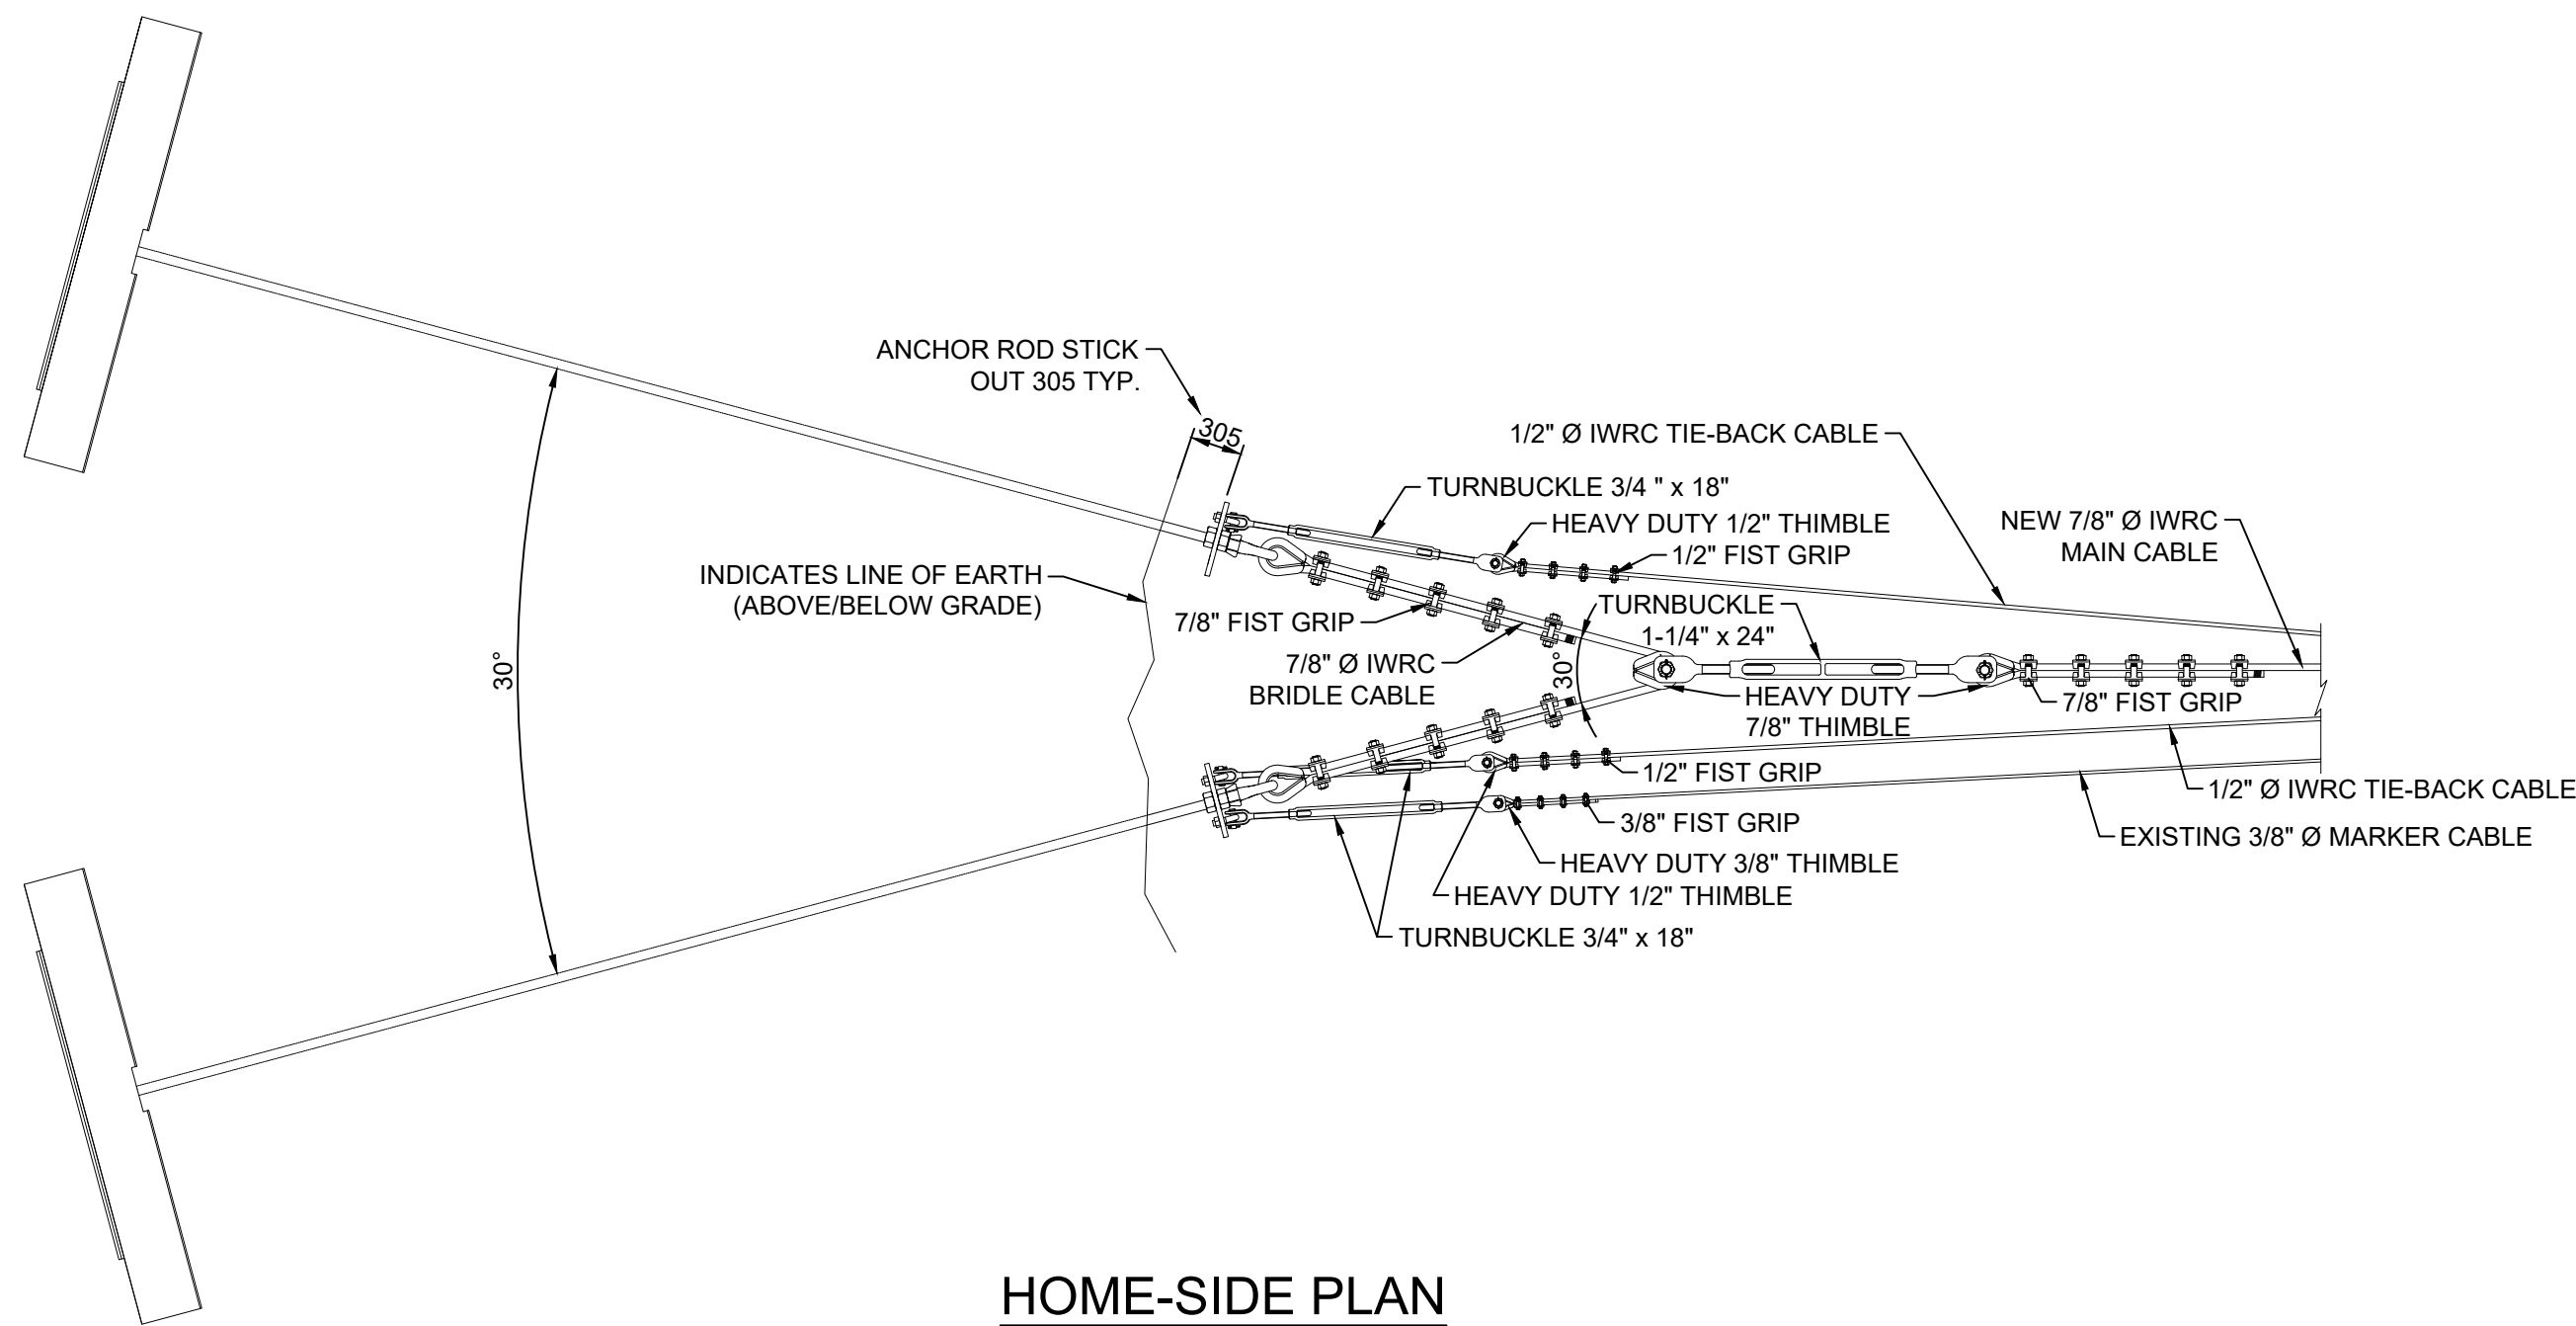 ANCHOR ROD STICK
OUT 305 TYP.
305
1/2" Ø IWRC TIE-BACK CABLE
TURNBUCKLE 3/4 " x 18"
HEAVY DUTY 1/2" THIMBLE
1/2" FIST GRIP
NEW 7/8" Ø IWRC
MAIN CABLE
INDICATES LINE OF EARTH
(ABOVE/BELOW GRADE)
7/8" FIST GRIP
TURNBUCKLE
1-1/4" x 24"
30°
7/8" Ø IWRC
BRIDLE CABLE
30°
HEAVY DUTY
7/8" THIMBLE
7/8" FIST GRIP
1/2" FIST GRIP
1/2" Ø IWRC TIE-BACK CABLE
3/8" FIST GRIP
EXISTING 3/8" Ø MARKER CABLE
HEAVY DUTY 3/8" THIMBLE
HEAVY DUTY 1/2" THIMBLE
TURNBUCKLE 3/4" x 18"
HOME-SIDE PLAN